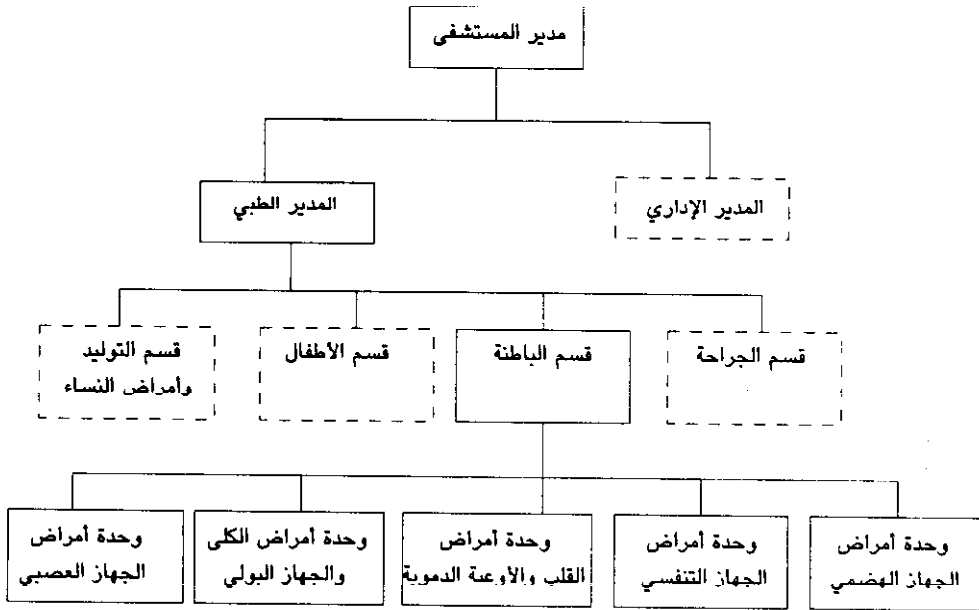 مدير المستشفى
المدير الإداري
المدير الطبي
قسم الجراحة
قسم الباطنة
قسم الأطفال
قسم التوليد
وأمراض النساء
وحدة أمراض
الجهاز الهضمي
وحدة أمراض
الجهاز التنفسي
وحدة أمراض
القلب والأوعية الدموية
وحدة أمراض الكلى
والجهاز البولي
وحدة أمراض
الجهاز العصبي